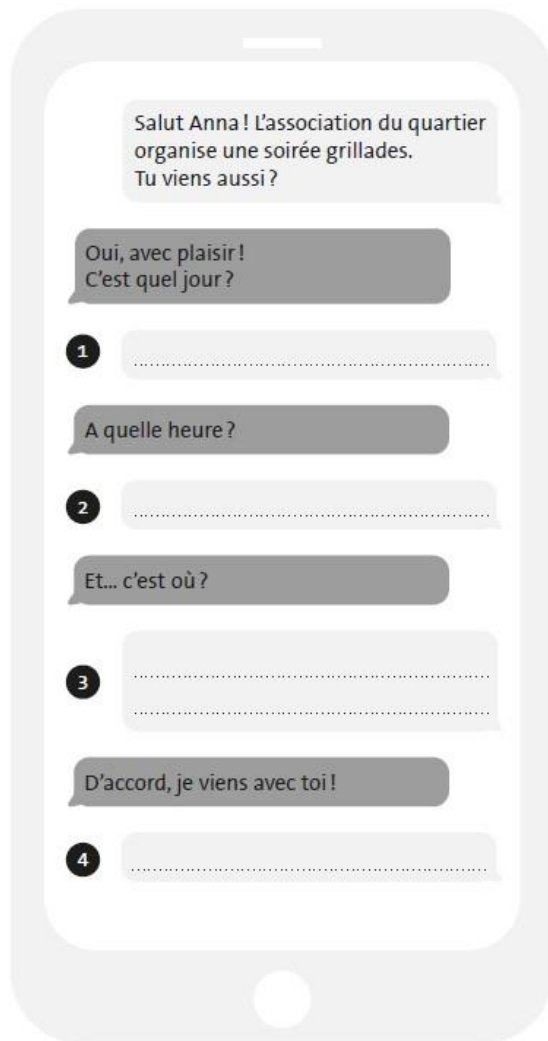 Salut Anna ! L'association du quartier
organise une soirée grillades.
Tu viens aussi ?
Oui, avec plaisir !
C'est quel jour ?
1
A quelle heure ?
2
Et... c'est où ?
3
D'accord, je viens avec toi !
4